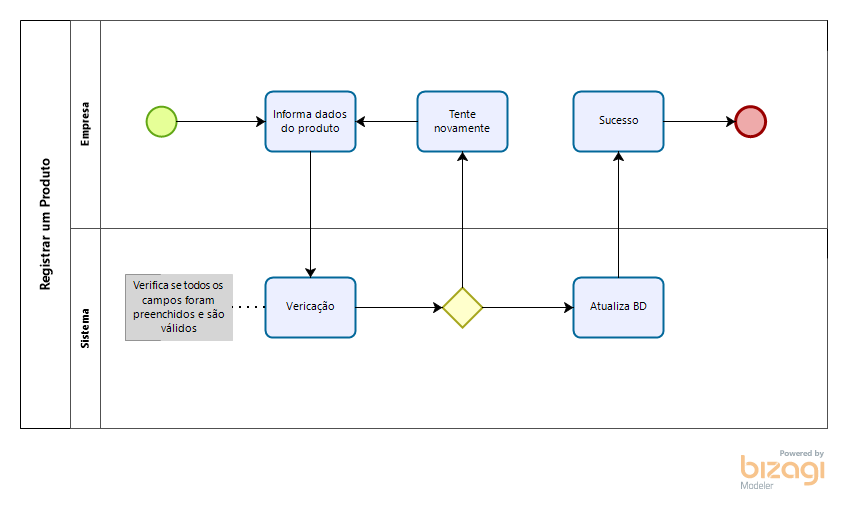 Registrar um Produto
Empresa
Informa dados
do produto
Tente
novamente
Sucesso
Sistema
Verifica se todos os
campos foram
preenchidos e são
válidos
Vericação
Atualiza BD
Powered by
bizagi
Modeler